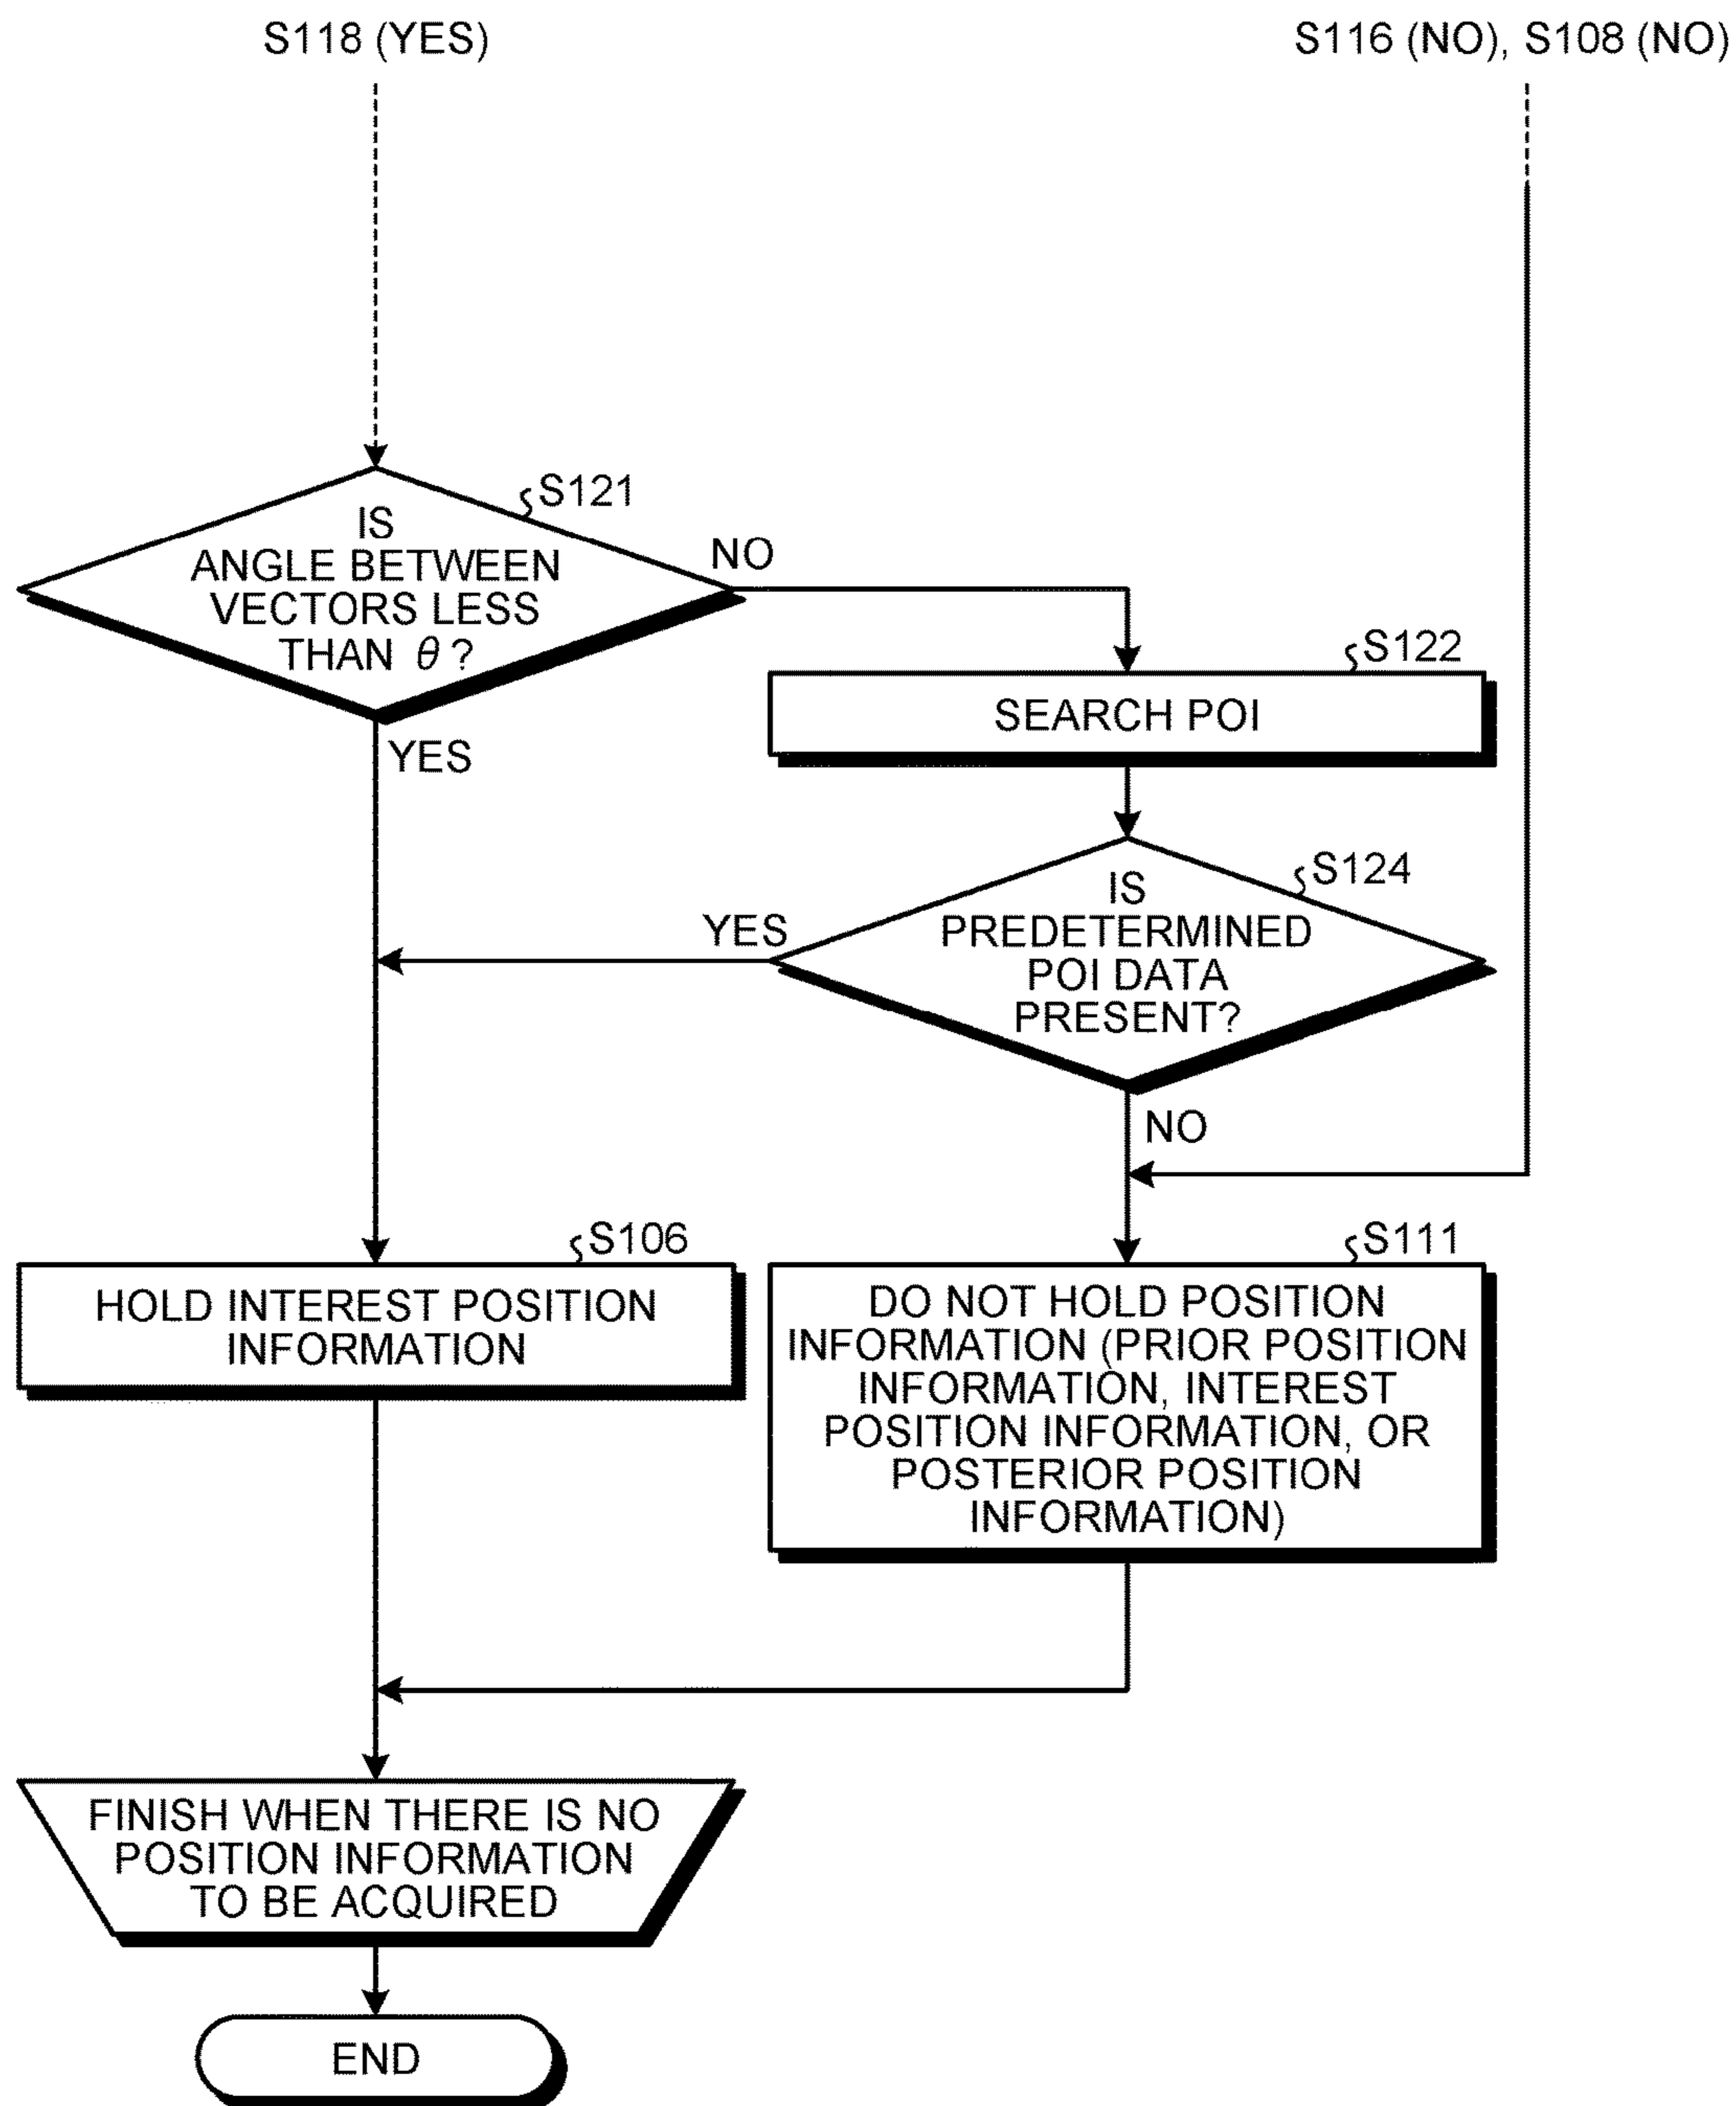 S118 (YES)
S116 (NO), S108 (NO)
S121
IS
ANGLE BETWEEN
VECTORS LESS
THAN θ ?
NO
YES
S122
SEARCH POI
S124
IS
PREDETERMINED
POI DATA
PRESENT?
YES
NO
S106
HOLD INTEREST POSITION
INFORMATION
S111
DO NOT HOLD POSITION
INFORMATION (PRIOR POSITION
INFORMATION, INTEREST
POSITION INFORMATION, OR
POSTERIOR POSITION
INFORMATION)
FINISH WHEN THERE IS NO
POSITION INFORMATION
TO BE ACQUIRED
END